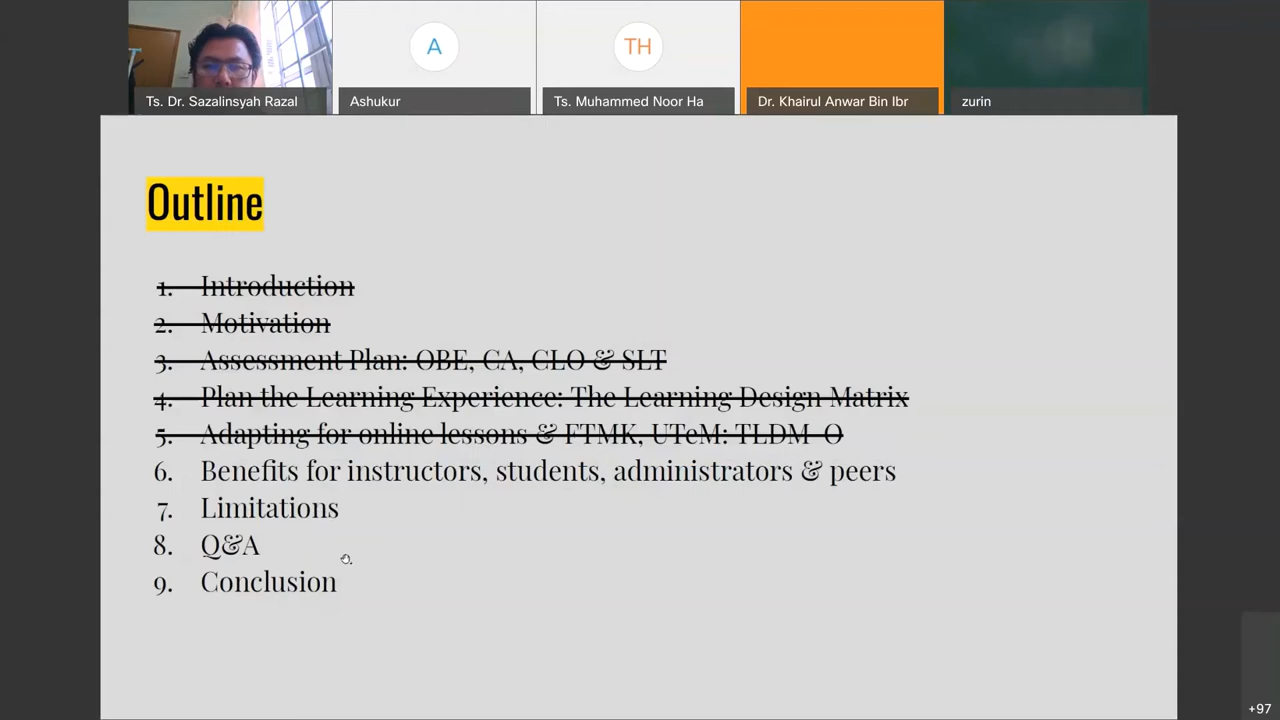 A
TH
Ts. Dr. Sazalinsyah Razal
Ashukur
Ts. Muhammed Noor Ha
Dr. Khairul Anwar Bin Ibr
zurin
Outline
1. Introduction
2. Motivation
3. Assessment Plan: OBE, CA, CLO & SLT
4. Plan the Learning Experience: The Learning Design Matrix
5. Adapting for online lessons & FTMK, UTeM: TLDM-O
6. Benefits for instructors, students, administrators & peers
7. Limitations
8. Q&A
9. Conclusion
+97